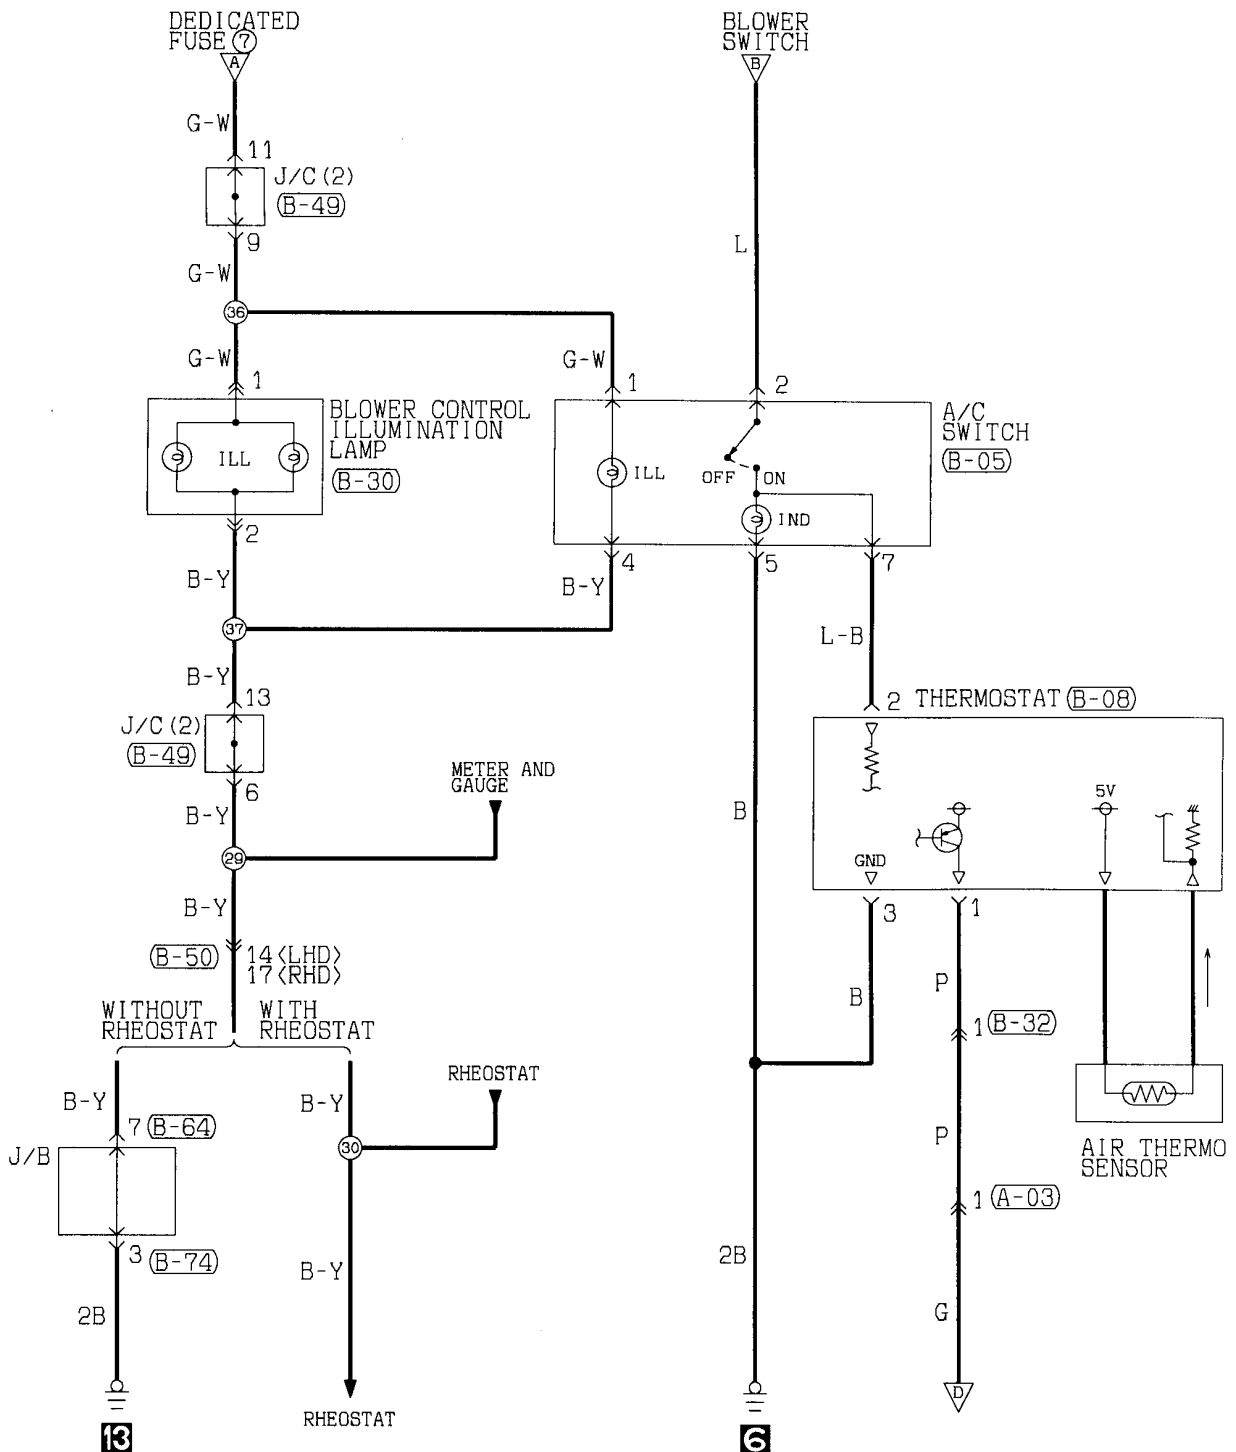 DEDICATED
FUSE 7
A
G-W
11
J/C(2)
B-49
9
G-W
36
G-W
1
BLOWER CONTROL
ILLUMINATION
LAMP
B-30
ILL
2
B-Y
37
B-Y
13
J/C(2)
B-49
6
B-Y
METER AND
GAUGE
29
B-Y
B-50
14<LHD>
17<RHD>
WITHOUT
RHEOSTAT
WITH
RHEOSTAT
B-Y
7
B-64
J/B
3
B-74
2B
13
B-Y
RHEOSTAT
30
B-Y
RHEOSTAT
BLOWER
SWITCH
B
L
G-W
1
2
A/C
SWITCH
B-05
ILL
OFF
ON
IND
4
5
7
B-Y
L-B
2
THERMOSTAT
B-08
5V
GND
B
3
1
B
P
1
B-32
P
1
A-03
AIR THERMO
SENSOR
2B
G
6
D